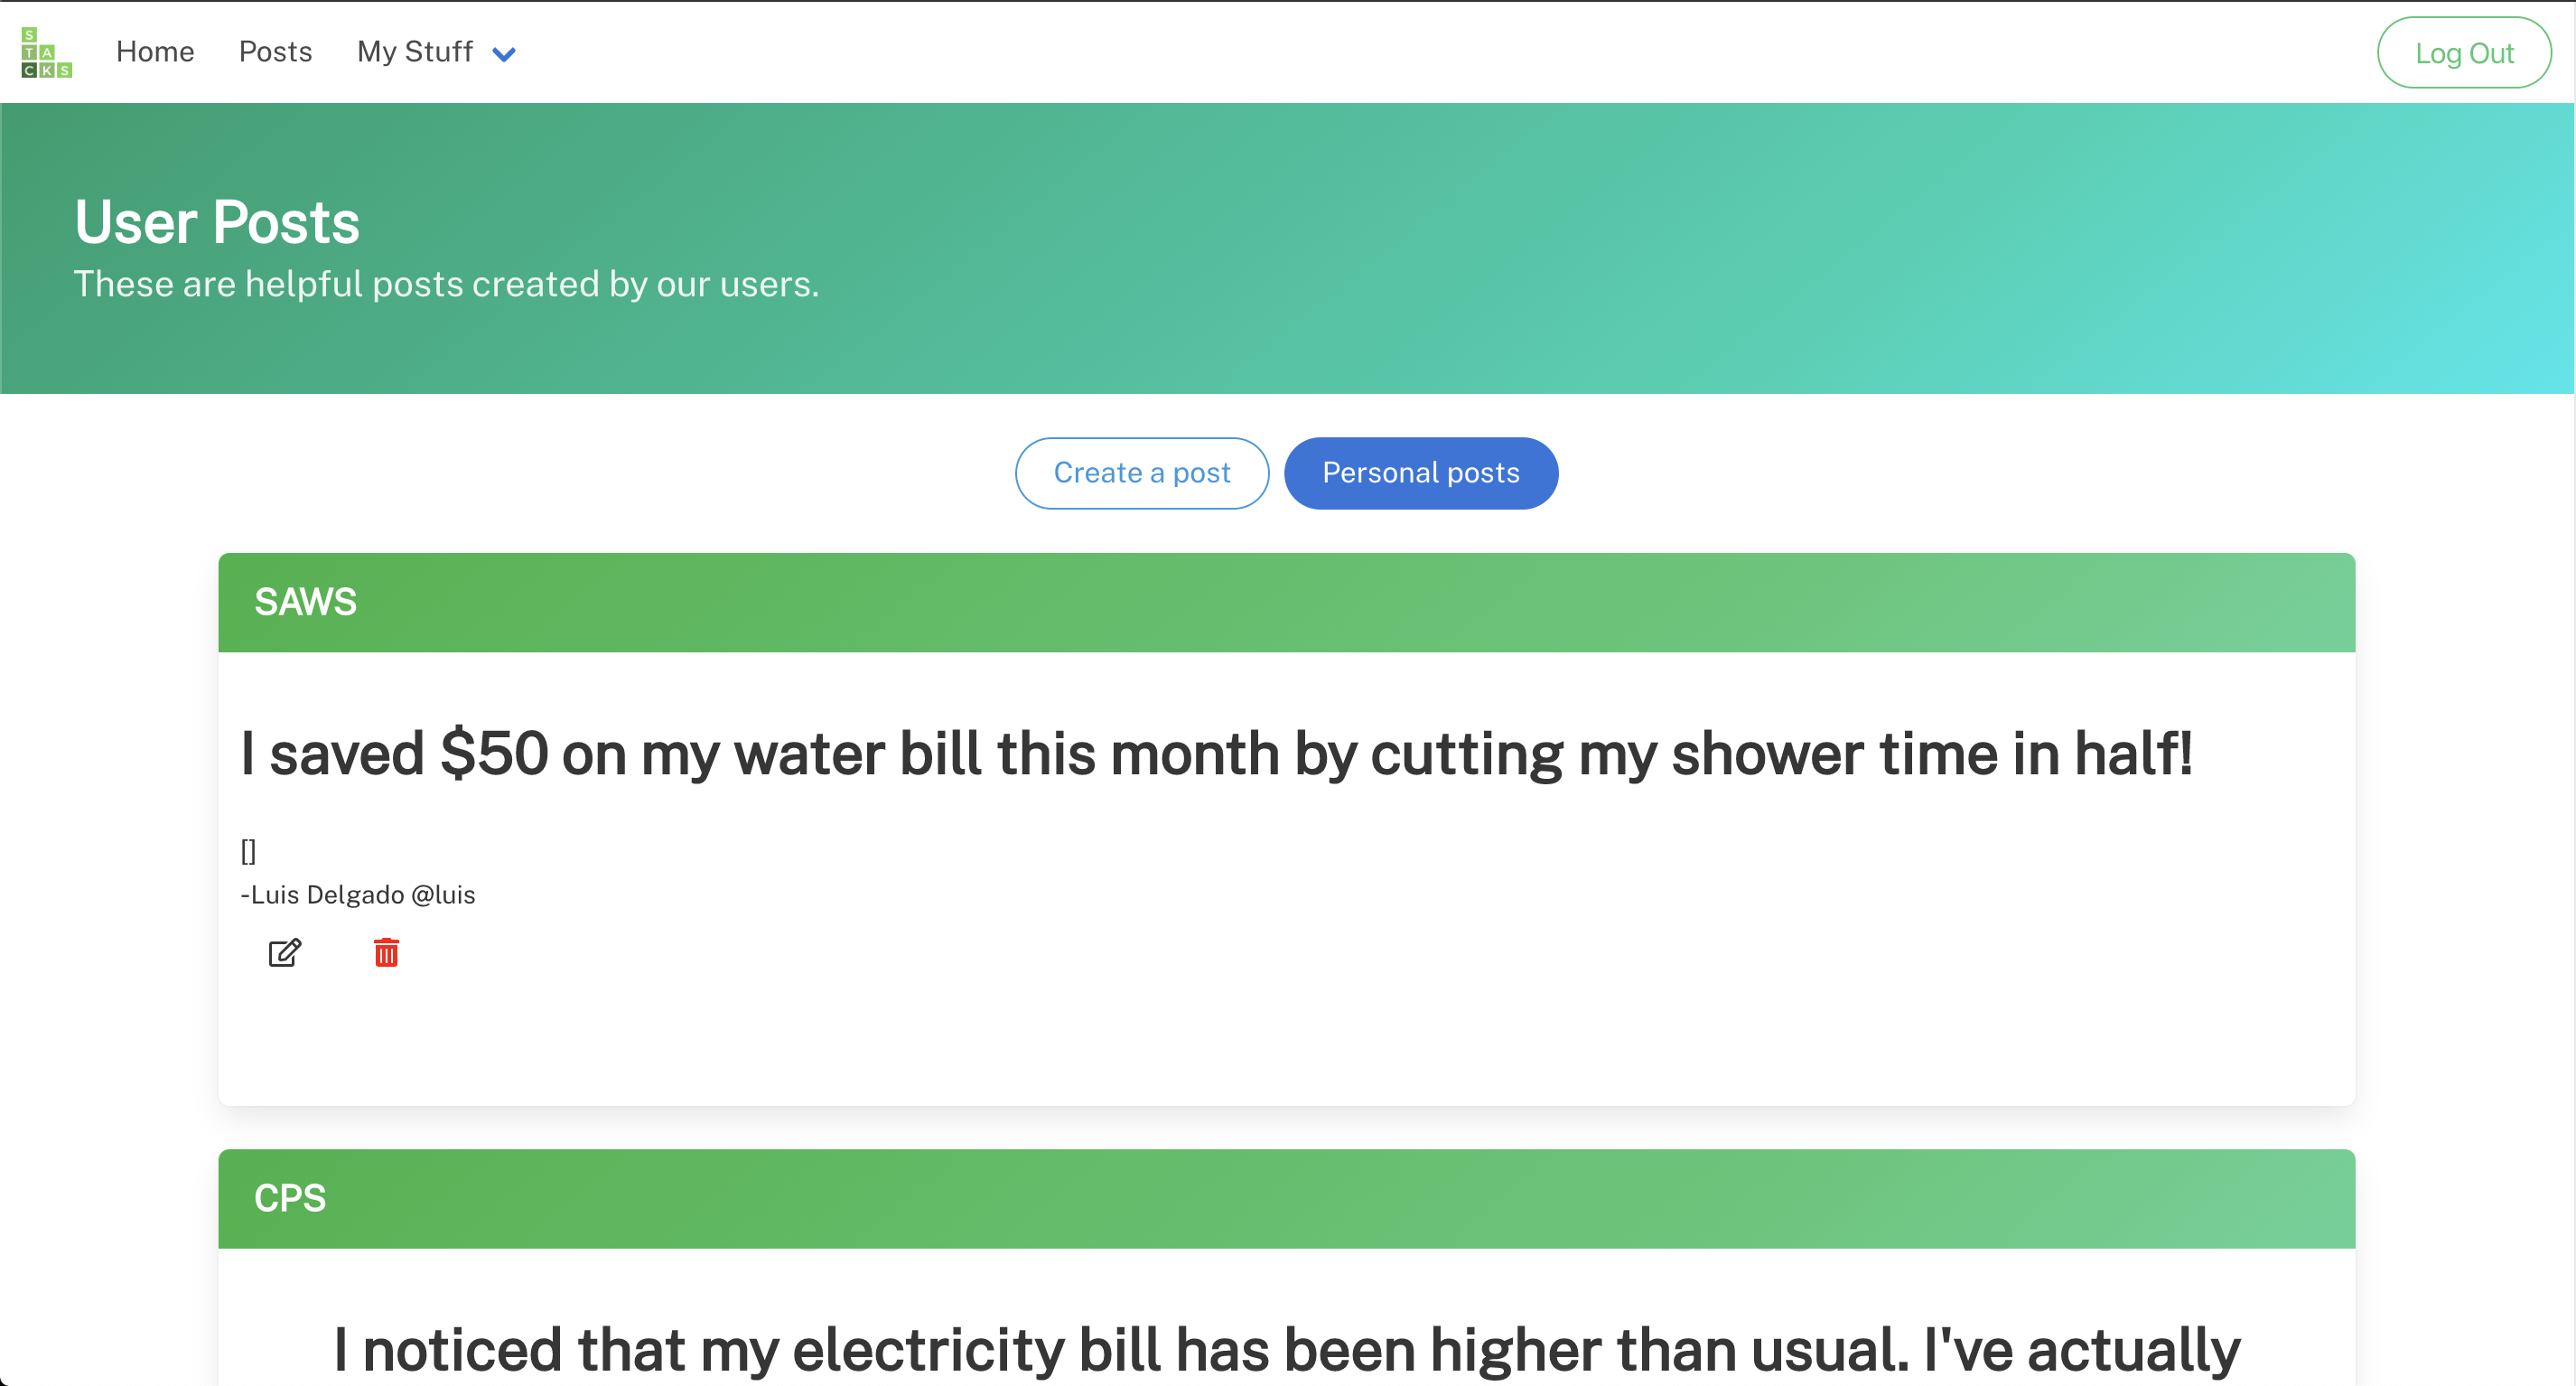 S
TA
CKS
Home Posts My Stuff Log Out
User Posts
These are helpful posts created by our users.
Create a post Personal posts
SAWS
I saved $50 on my water bill this month by cutting my shower time in half!
[]
-Luis Delgado @luis
CPS
I noticed that my electricity bill has been higher than usual. I've actually